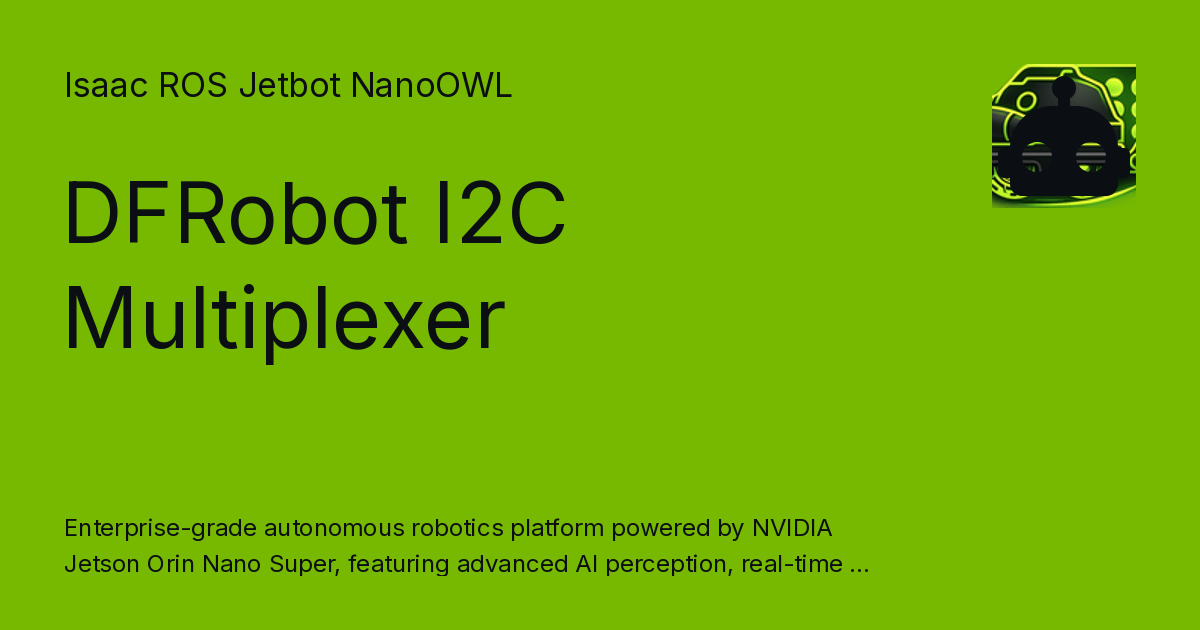 Isaac ROS Jetbot NanoOWL
DFRobot I2C
Multiplexer
Enterprise-grade autonomous robotics platform powered by NVIDIA
Jetson Orin Nano Super, featuring advanced AI perception, real-time ...